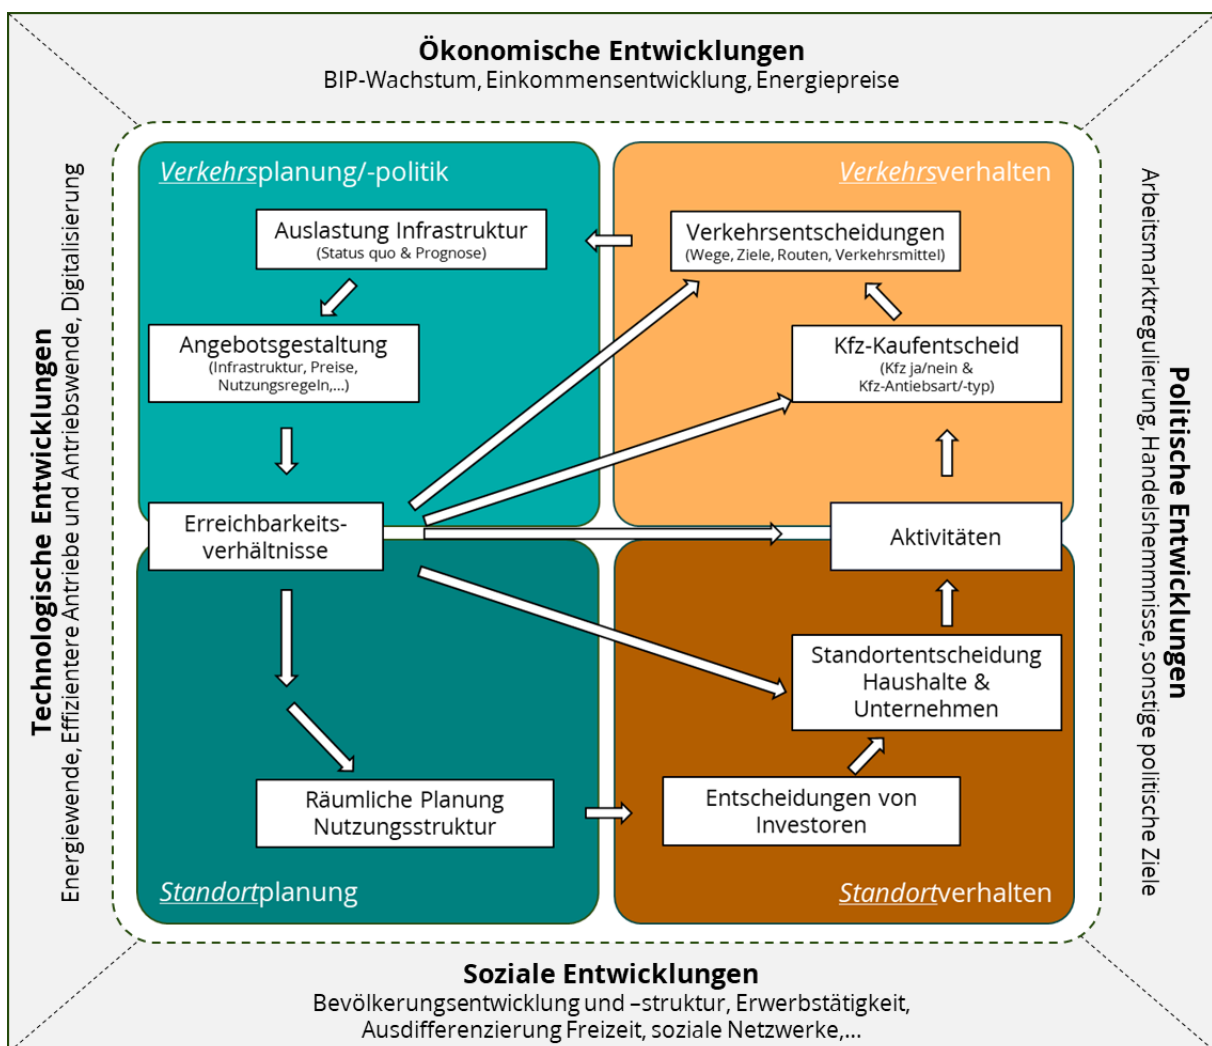 Ökonomische Entwicklungen
BIP-Wachstum, Einkommensentwicklung, Energiepreise
Technologische Entwicklungen
Energiewende, Effizientere Antriebe und Antriebswende, Digitalisierung
Verkehrsplanung/-politik
Auslastung Infrastruktur
(Status quo & Prognose)
Angebotsgestaltung
(Infrastruktur, Preise,
Nutzungsregeln,...)
Erreichbarkeits-
verhältnisse
Verkehrsverhalten
Verkehrsentscheidungen
(Wege, Ziele, Routen, Verkehrsmittel)
Kfz-Kaufentscheid
(Kfz ja/nein &
Kfz-Antiebsart/-typ)
Aktivitäten
Räumliche Planung
Nutzungsstruktur
Standortplanung
Standortentscheidung
Haushalte &
Unternehmen
Entscheidungen von
Investoren
Standortverhalten
Politische Entwicklungen
Arbeitsmarktregulierung, Handelshemmnisse, sonstige politische Ziele
Soziale Entwicklungen
Bevölkerungsentwicklung und –struktur, Erwerbstätigkeit,
Ausdifferenzierung Freizeit, soziale Netzwerke,...